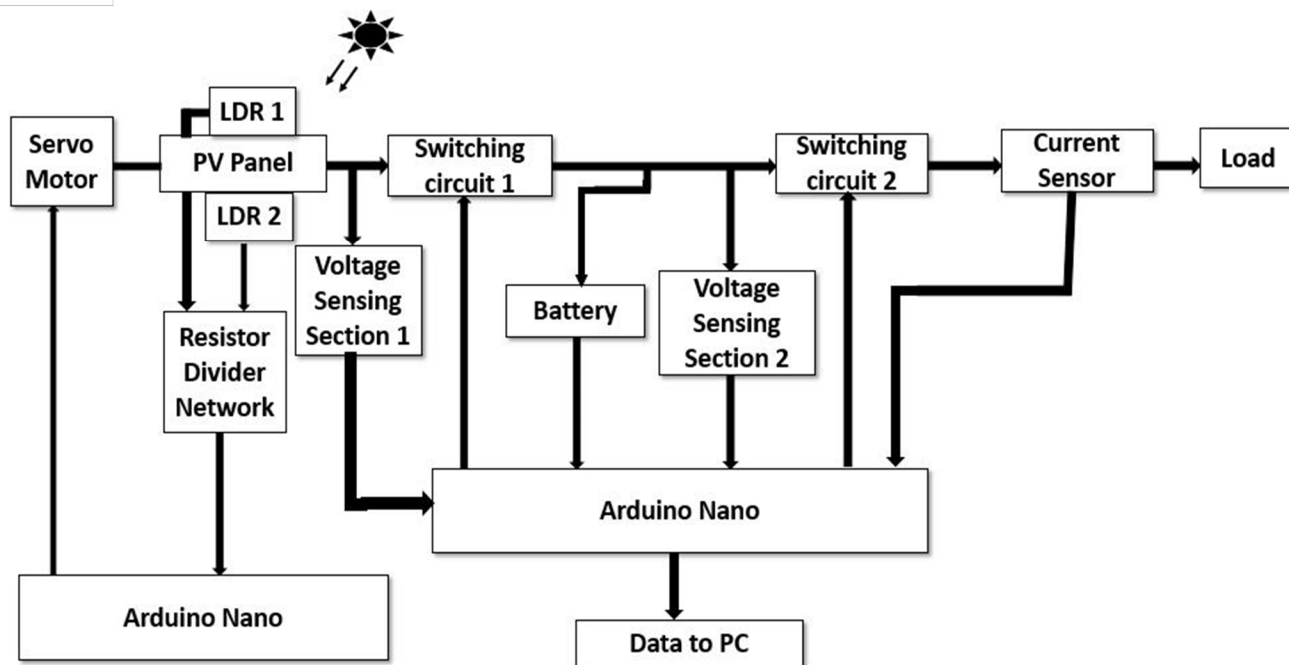 LDR 1
Servo
Motor
PV Panel
Switching
circuit 1
Switching
circuit 2
Current
Sensor
Load
LDR 2
Voltage
Sensing
Section 1
Battery
Voltage
Sensing
Section 2
Resistor
Divider
Network
Arduino Nano
Arduino Nano
Data to PC